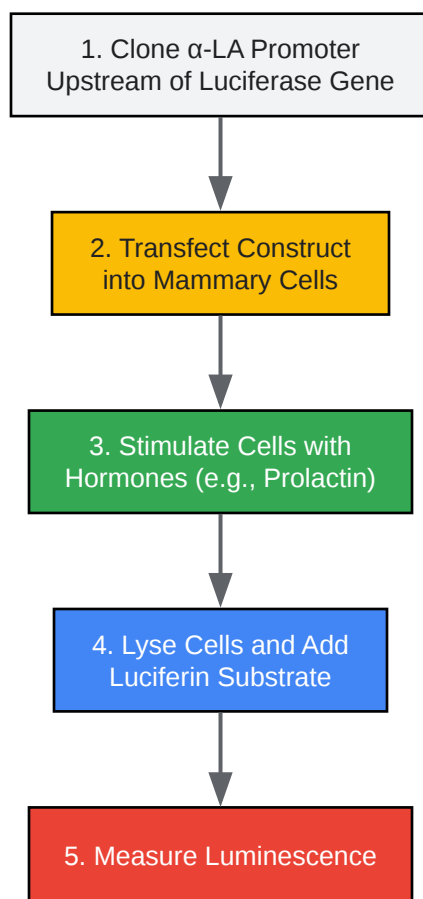 1. Clone α-LA Promoter
Upstream of Luciferase Gene
2. Transfect Construct
into Mammary Cells
3. Stimulate Cells with
Hormones (e.g., Prolactin)
4. Lyse Cells and Add
Luciferin Substrate
5. Measure Luminescence